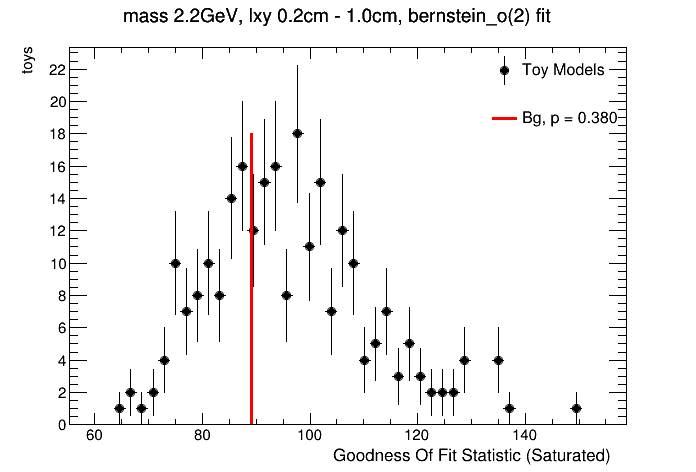 mass 2.2GeV, lxy 0.2cm - 1.0cm, bernstein_o(2) fit
toys
Toy Models
Bg, p = 0.380
22
20
18
16
14
12
10
8
6
4
2
0
60 80 100 120 140
Goodness Of Fit Statistic (Saturated)